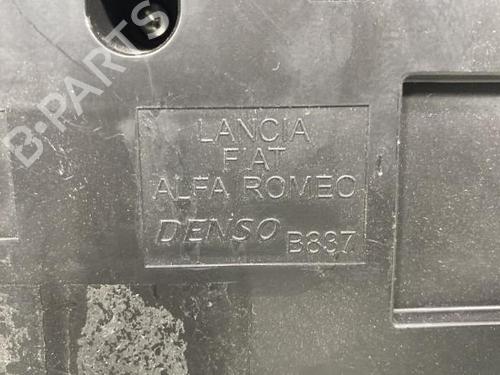 B-PARTS
LANCIA
FIAT
ALFA ROMEO
DENSO B837